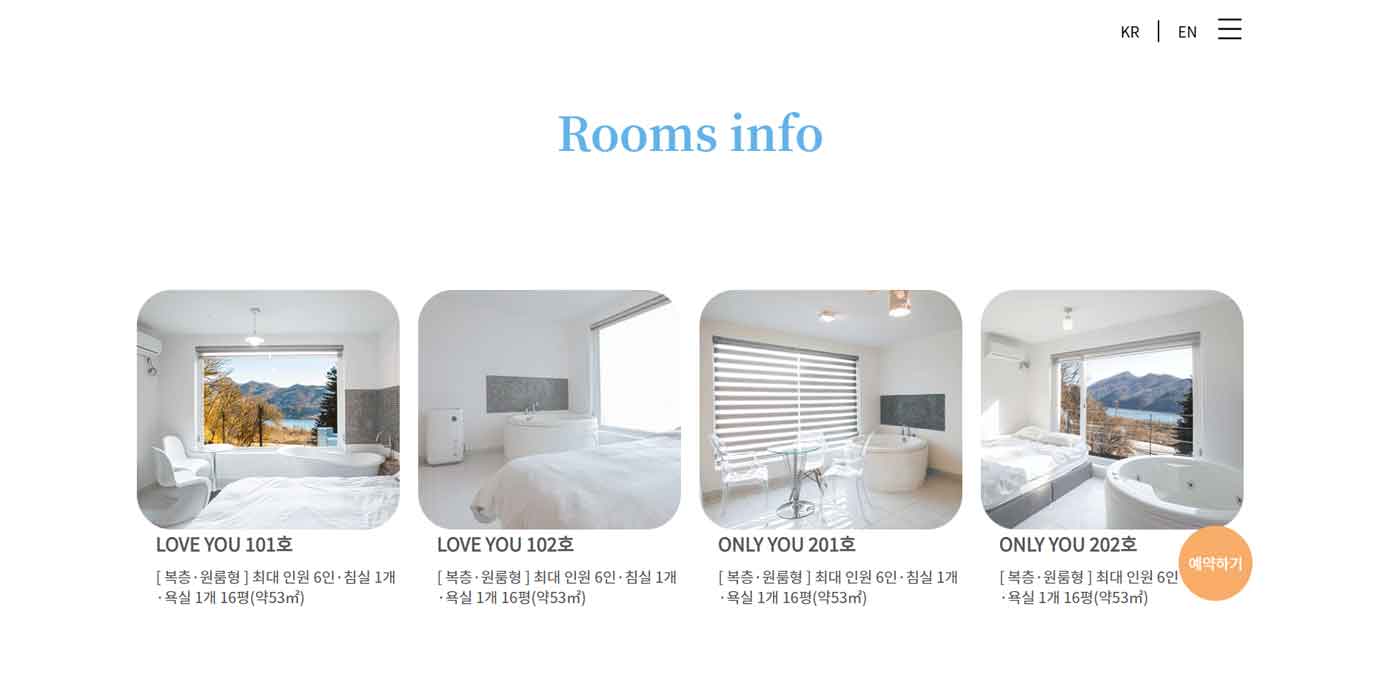 KR | EN
Rooms info
LOVE YOU 101호
[ 복층·원룸형 ] 최대 인원 6인·침실 1개
·욕실 1개 16평(약53㎡)
LOVE YOU 102호
[ 복층·원룸형 ] 최대 인원 6인·침실 1개
·욕실 1개 16평(약53㎡)
ONLY YOU 201호
[ 복층·원룸형 ] 최대 인원 6인·침실 1개
·욕실 1개 16평(약53㎡)
ONLY YOU 202호
[ 복층·원룸형 ] 최대 인원 6인
·욕실 1개 16평(약53㎡)
예약하기